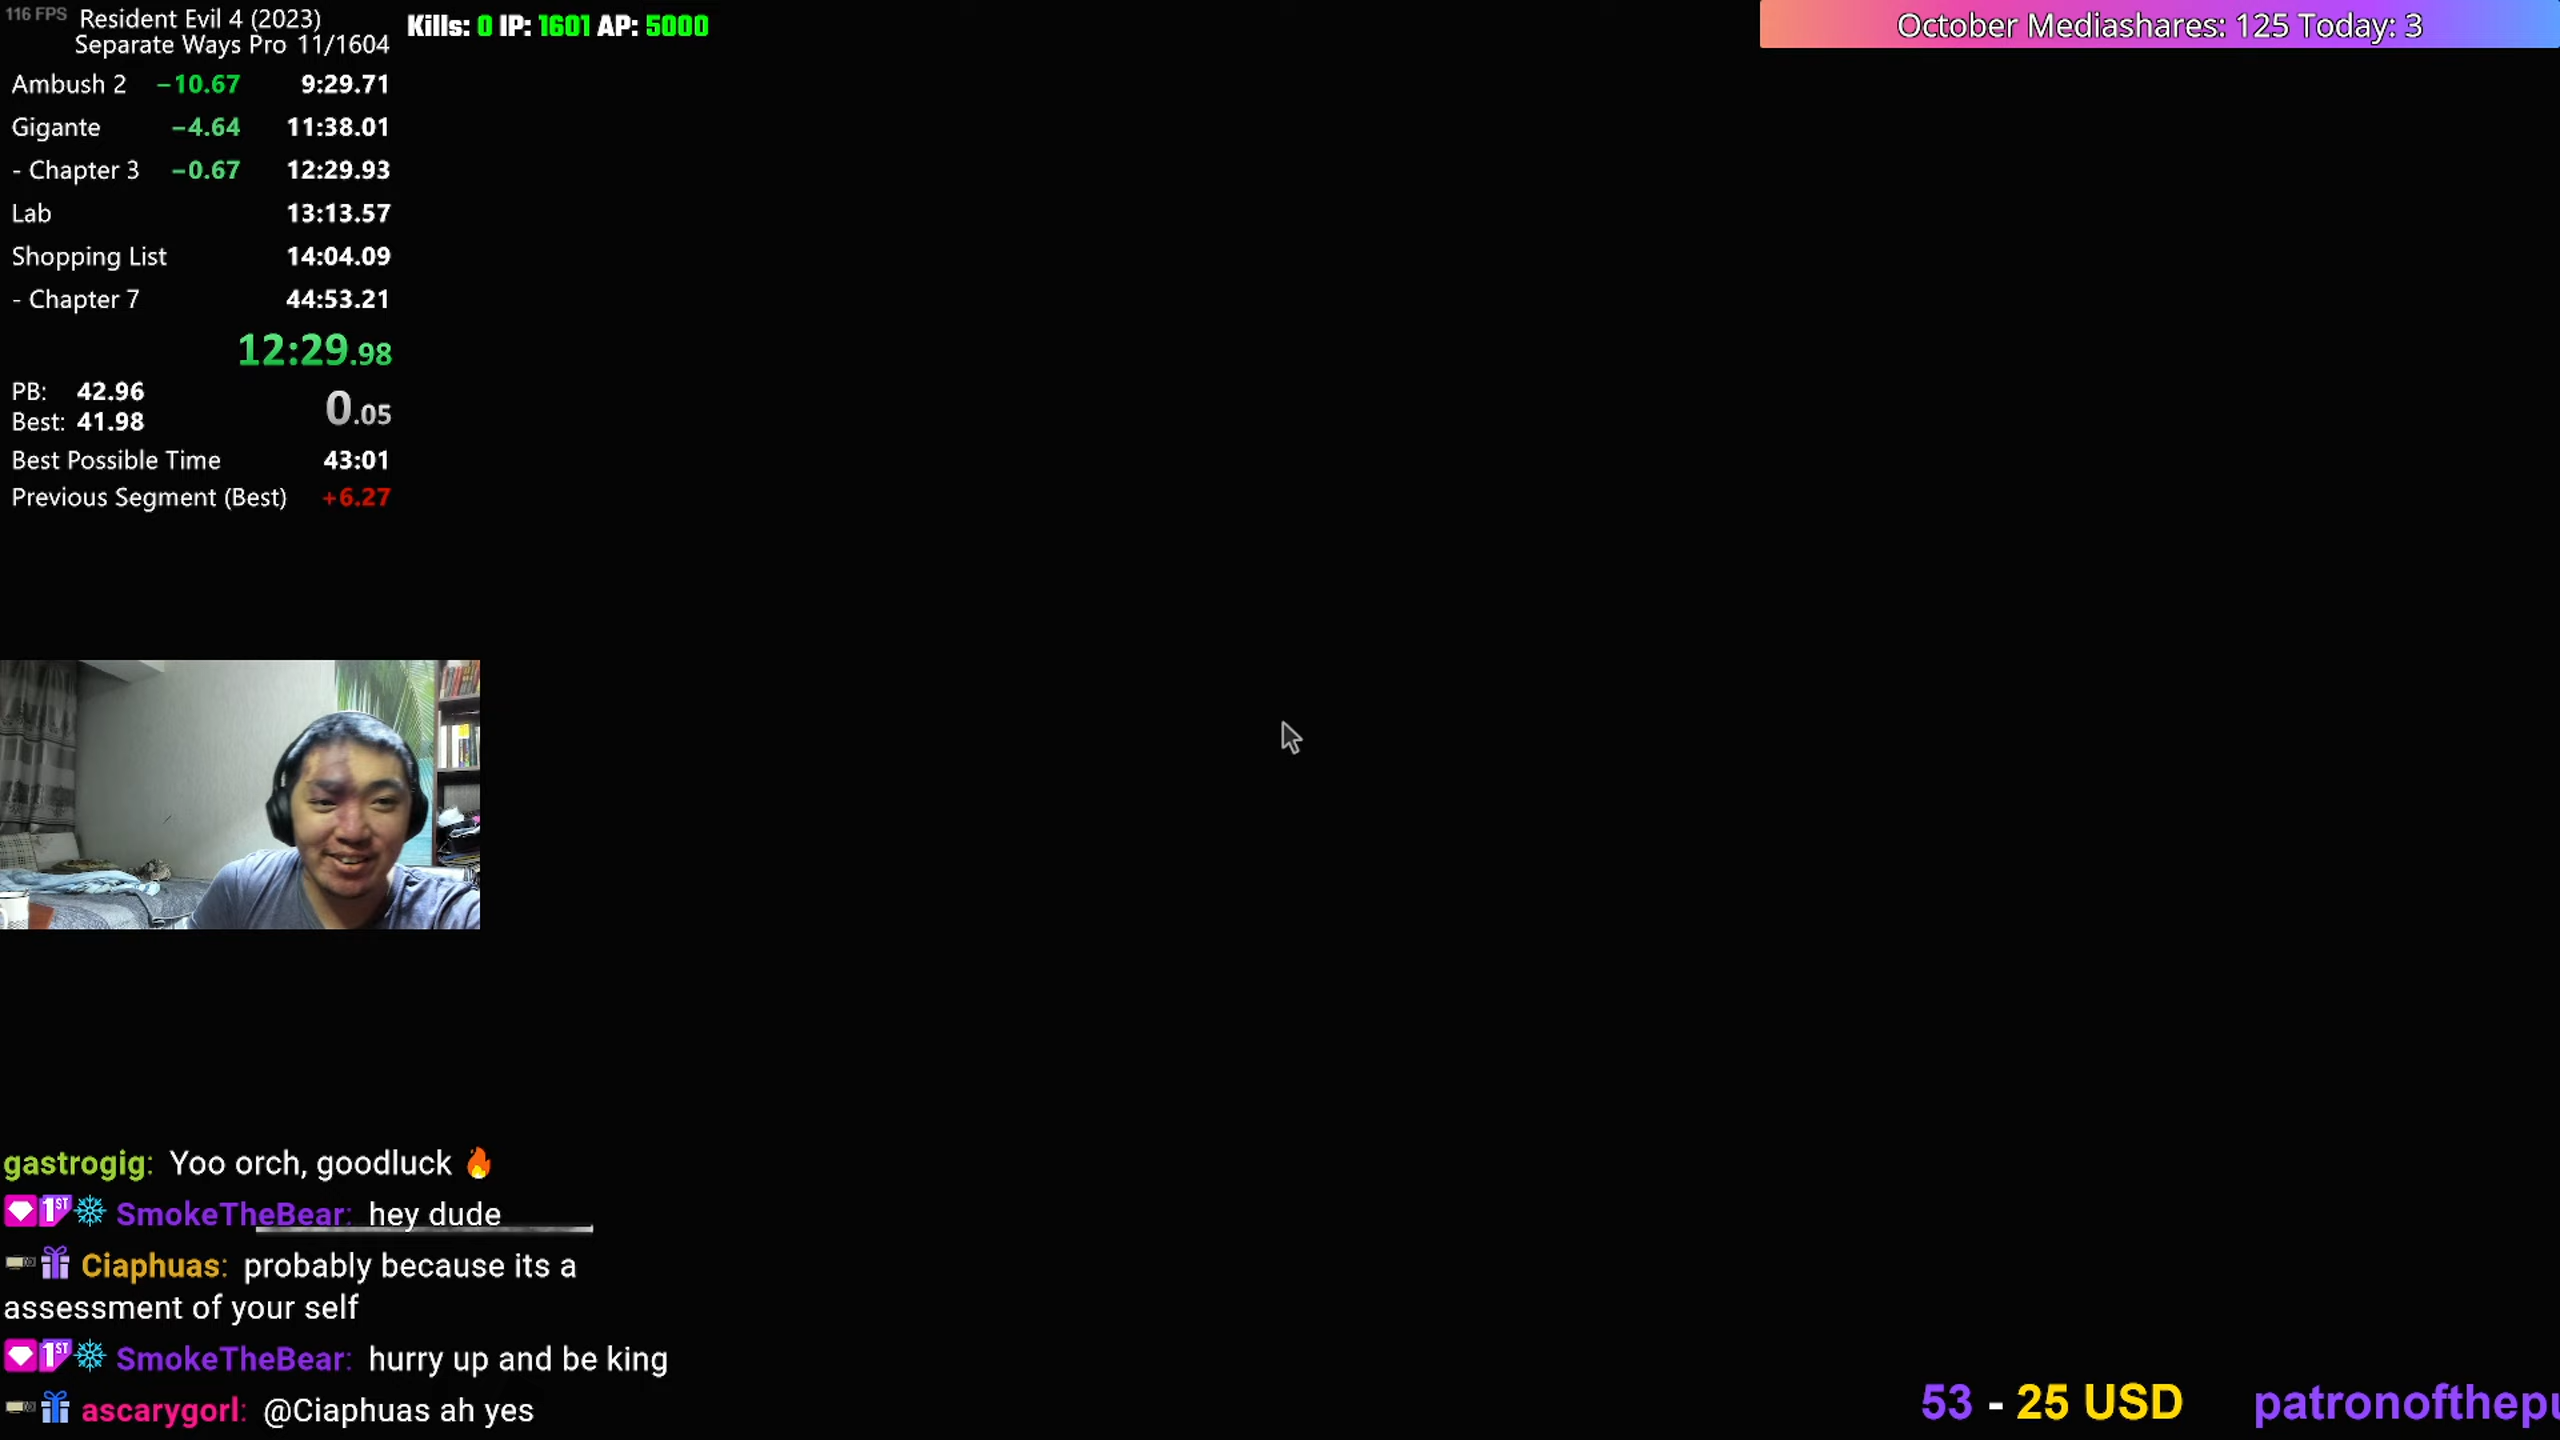 116 FPS
Resident Evil 4 (2023)
Separate Ways Pro 11/1604
Kills: 0 IP: 1601 AP: 5000
October Mediashares: 125 Today: 3
Ambush 2 −10.67 9:29.71
Gigante −4.64 11:38.01
- Chapter 3 −0.67 12:29.93
Lab 13:13.57
Shopping List 14:04.09
- Chapter 7 44:53.21
12:29.98
PB: 42.96
Best: 41.98
0.05
Best Possible Time 43:01
Previous Segment (Best) +6.27
gastrogig: Yoo orch, goodluck 🔥
1ST SmokeTheBear: hey dude
Ciaphuas: probably because its a
assessment of your self
1ST SmokeTheBear: hurry up and be king
ascarygorl: @Ciaphuas ah yes
53 - 25 USD patronofthepu